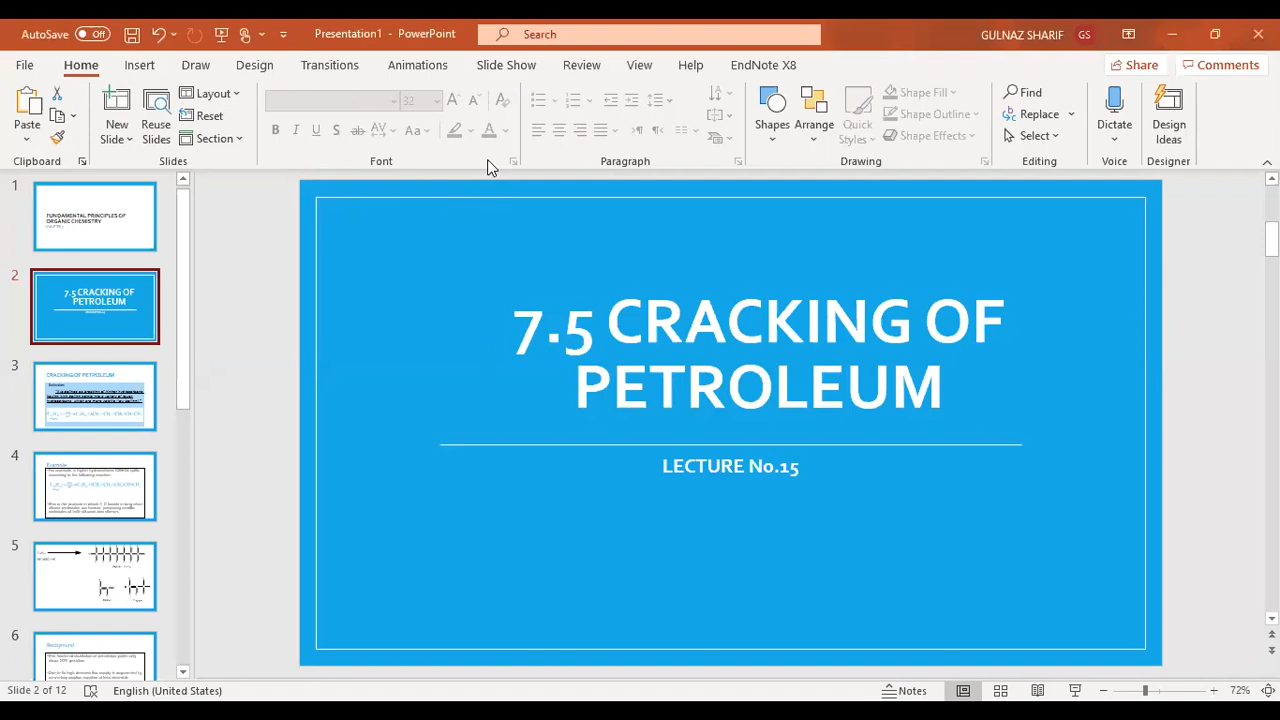 AutoSave Off Presentation1 - PowerPoint Search GULNAZ SHARIF GS
File Home Insert Draw Design Transitions Animations Slide Show Review View Help EndNote X8 Share Comments
Paste New Slide Reuse Slides Layout Reset Section 32 Shapes Arrange Quick Styles Shape Fill Shape Outline Shape Effects Find Replace Select Dictate Design Ideas
Clipboard Slides Font Paragraph Drawing Editing Voice Designer
1
FUNDAMENTAL PRINCIPLES OF
ORGANIC CHEMISTRY
2
7.5 CRACKING OF
PETROLEUM
3
CRACKING OF PETROLEUM
4
Example
5
6
Background
7.5 CRACKING OF
PETROLEUM
LECTURE No.15
Slide 2 of 12 English (United States) Notes 72%